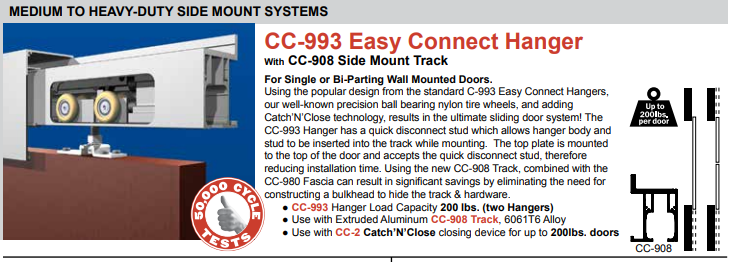 MEDIUM TO HEAVY-DUTY SIDE MOUNT SYSTEMS
CC-993 Easy Connect Hanger
With CC-908 Side Mount Track
For Single or Bi-Parting Wall Mounted Doors.
Using the popular design from the standard C-993 Easy Connect Hangers,
our well-known precision ball bearing nylon tire wheels, and adding
Catch'N'Close technology, results in the ultimate sliding door system! The
CC-993 Hanger has a quick disconnect stud which allows hanger body and
stud to be inserted into the track while mounting. The top plate is mounted
to the top of the door and accepts the quick disconnect stud, therefore
reducing installation time. Using the new CC-908 Track, combined with the
CC-980 Fascia can result in significant savings by eliminating the need for
constructing a bulkhead to hide the track & hardware.
● CC-993 Hanger Load Capacity 200 lbs. (two Hangers)
● Use with Extruded Aluminum CC-908 Track, 6061T6 Alloy
● Use with CC-2 Catch'N'Close closing device for up to 200lbs. doors
50,000 CYCLE
TESTS
Up to
200lbs.
per door
CC-908